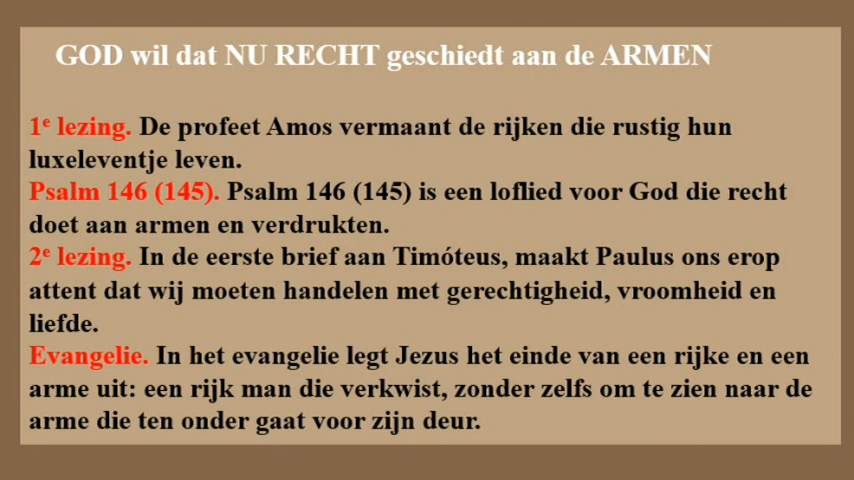 GOD wil dat NU RECHT geschiedt aan de ARMEN
1e lezing. De profeet Amos vermaant de rijken die rustig hun
luxeleventje leven.
Psalm 146 (145). Psalm 146 (145) is een loflied voor God die recht
doet aan armen en verdrukten.
2e lezing. In de eerste brief aan Timóteus, maakt Paulus ons erop
attent dat wij moeten handelen met gerechtigheid, vroomheid en
liefde.
Evangelie. In het evangelie legt Jezus het einde van een rijke en een
arme uit: een rijk man die verkwist, zonder zelfs om te zien naar de
arme die ten onder gaat voor zijn deur.